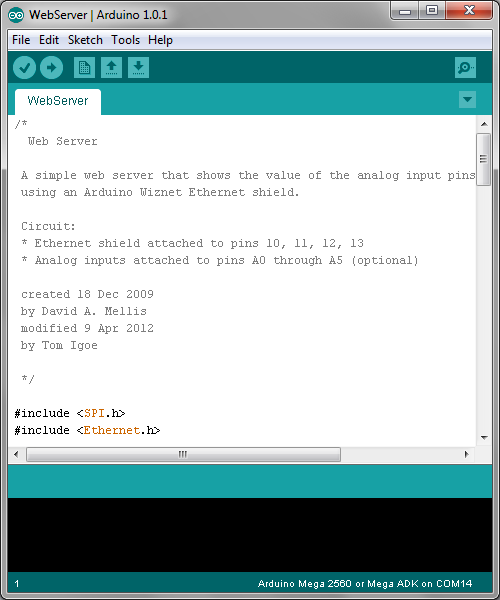 WebServer | Arduino 1.0.1
File Edit Sketch Tools Help
WebServer
/*
Web Server
A simple web server that shows the value of the analog input pins
using an Arduino Wiznet Ethernet shield.
Circuit:
* Ethernet shield attached to pins 10, 11, 12, 13
* Analog inputs attached to pins A0 through A5 (optional)
created 18 Dec 2009
by David A. Mellis
modified 9 Apr 2012
by Tom Igoe
*/
#include <SPI.h>
#include <Ethernet.h>
1 Arduino Mega 2560 or Mega ADK on COM14